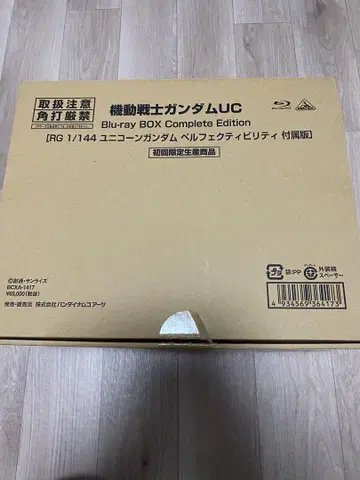 取扱注意
角打厳禁
機動戦士ガンダムUC
Blu-ray BOX Complete Edition
[RG 1/144 ユニコーンガンダム ペルフェクティビリティ 付属版]
初回限定生産商品
©創通・サンライズ
BCXA-1417
¥65,000(税抜)
発売・販売元 株式会社バンダイナムコアーツ
袋:PP
外装箱
スペーサー
4934569364173